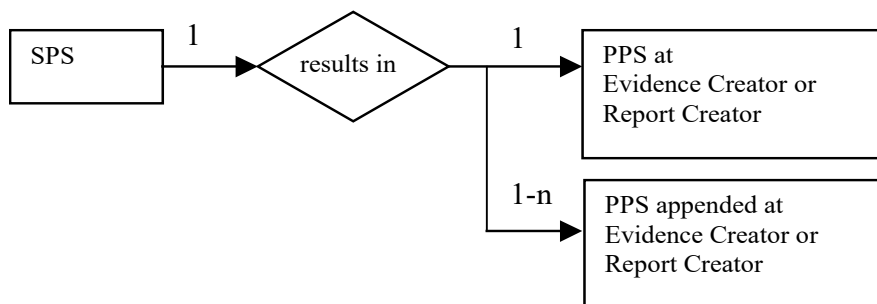 SPS
1
results in
1
PPS at
Evidence Creator or
Report Creator
1-n
PPS appended at
Evidence Creator or
Report Creator